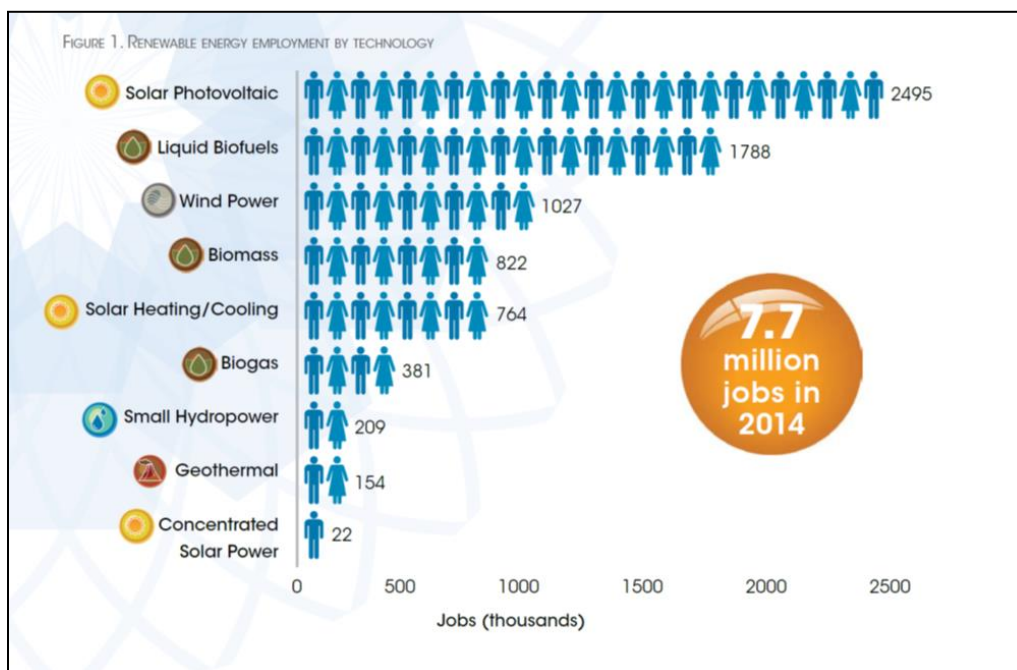 FIGURE 1. RENEWABLE ENERGY EMPLOYMENT BY TECHNOLOGY
Solar Photovoltaic 2495
Liquid Biofuels 1788
Wind Power 1027
Biomass 822
Solar Heating/Cooling 764
Biogas 381
Small Hydropower 209
Geothermal 154
Concentrated
Solar Power 22
7.7
million
jobs in
2014
0 500 1000 1500 2000 2500
Jobs (thousands)